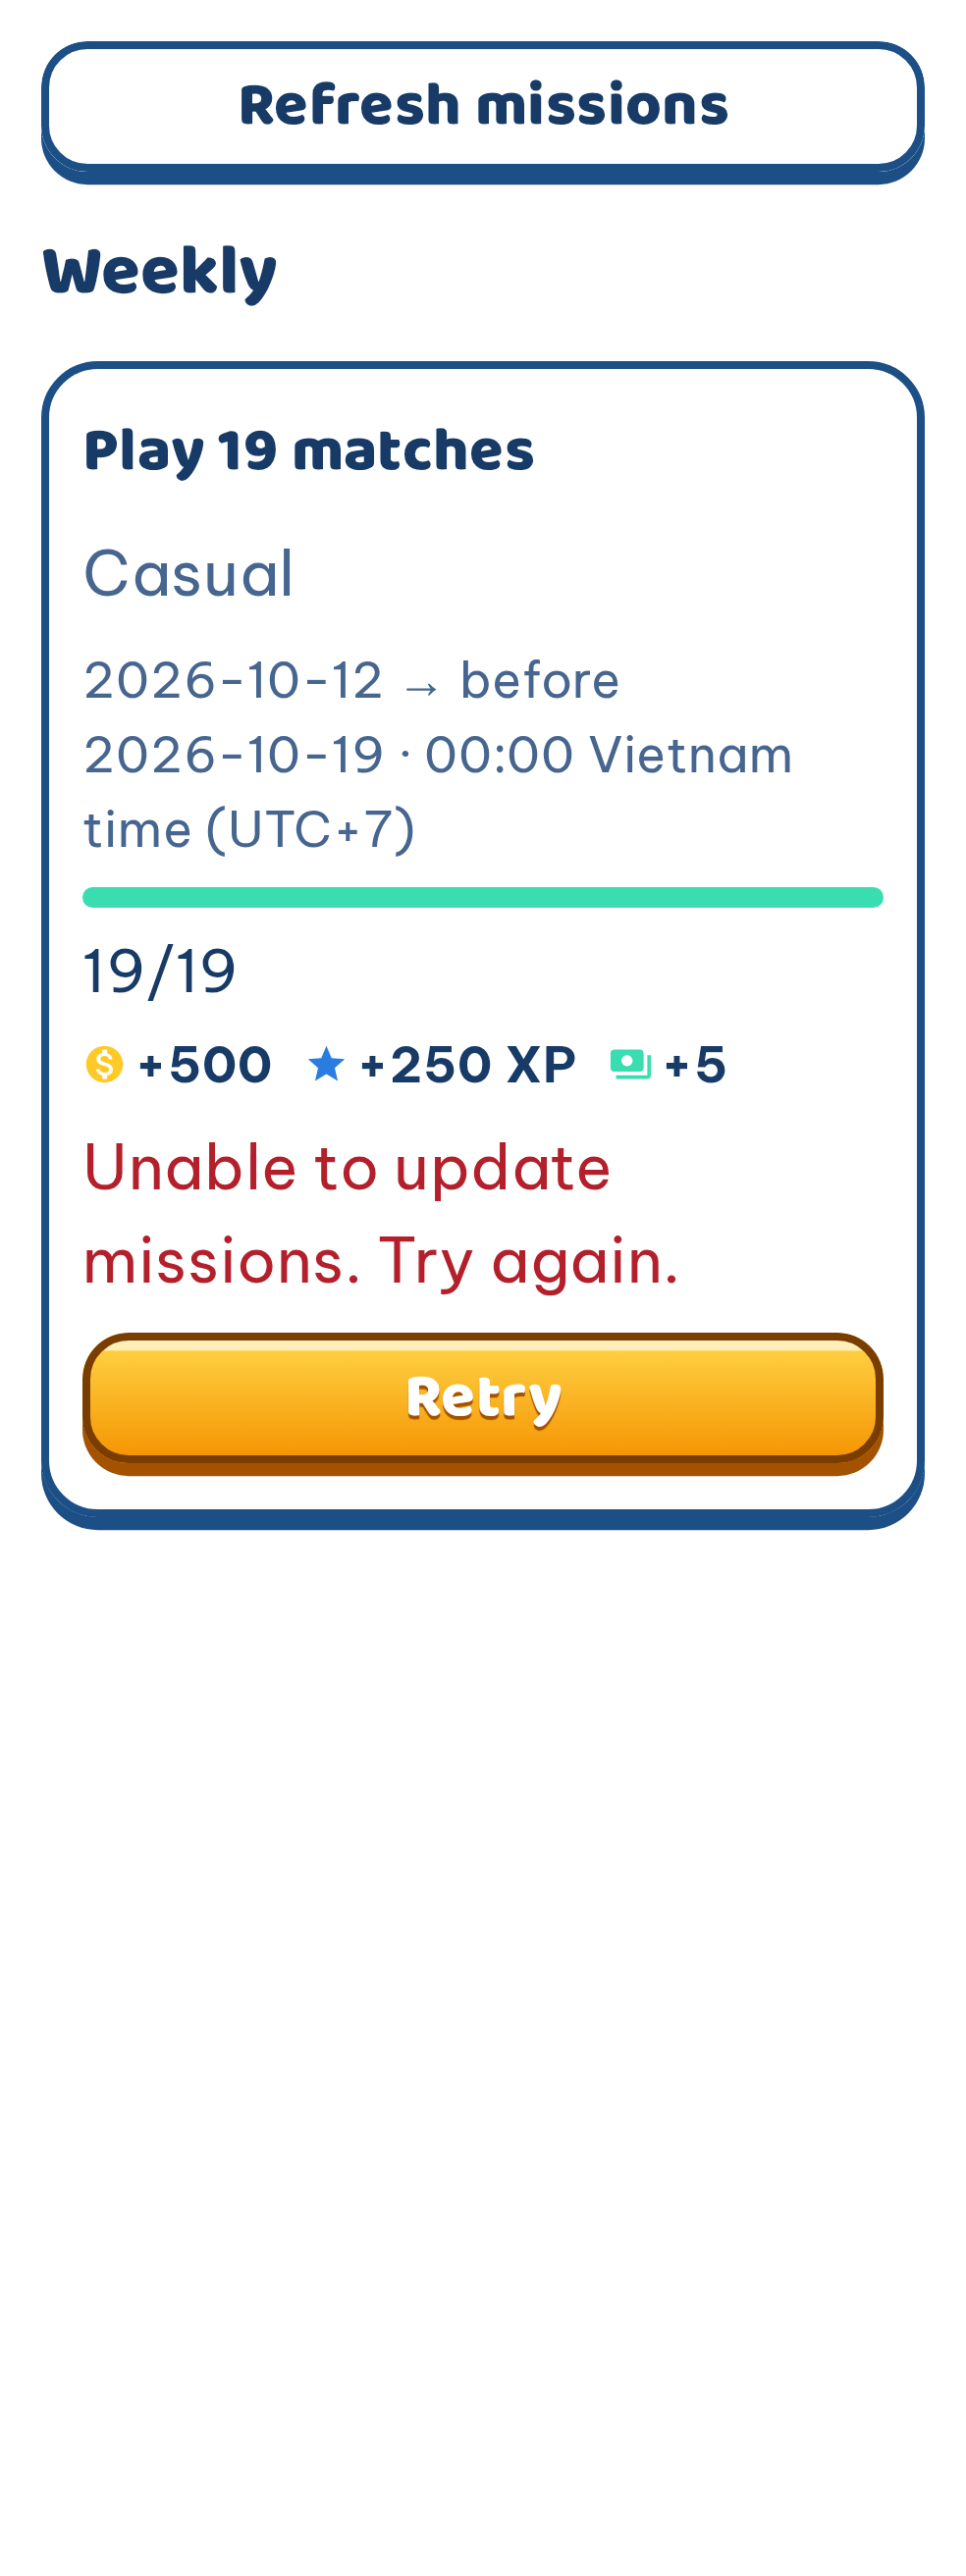 Refresh missions
Weekly
Play 19 matches
Casual
2026-10-12 → before
2026-10-19 · 00:00 Vietnam
time (UTC+7)
19/19
+500 +250 XP +5
Unable to update
missions. Try again.
Retry